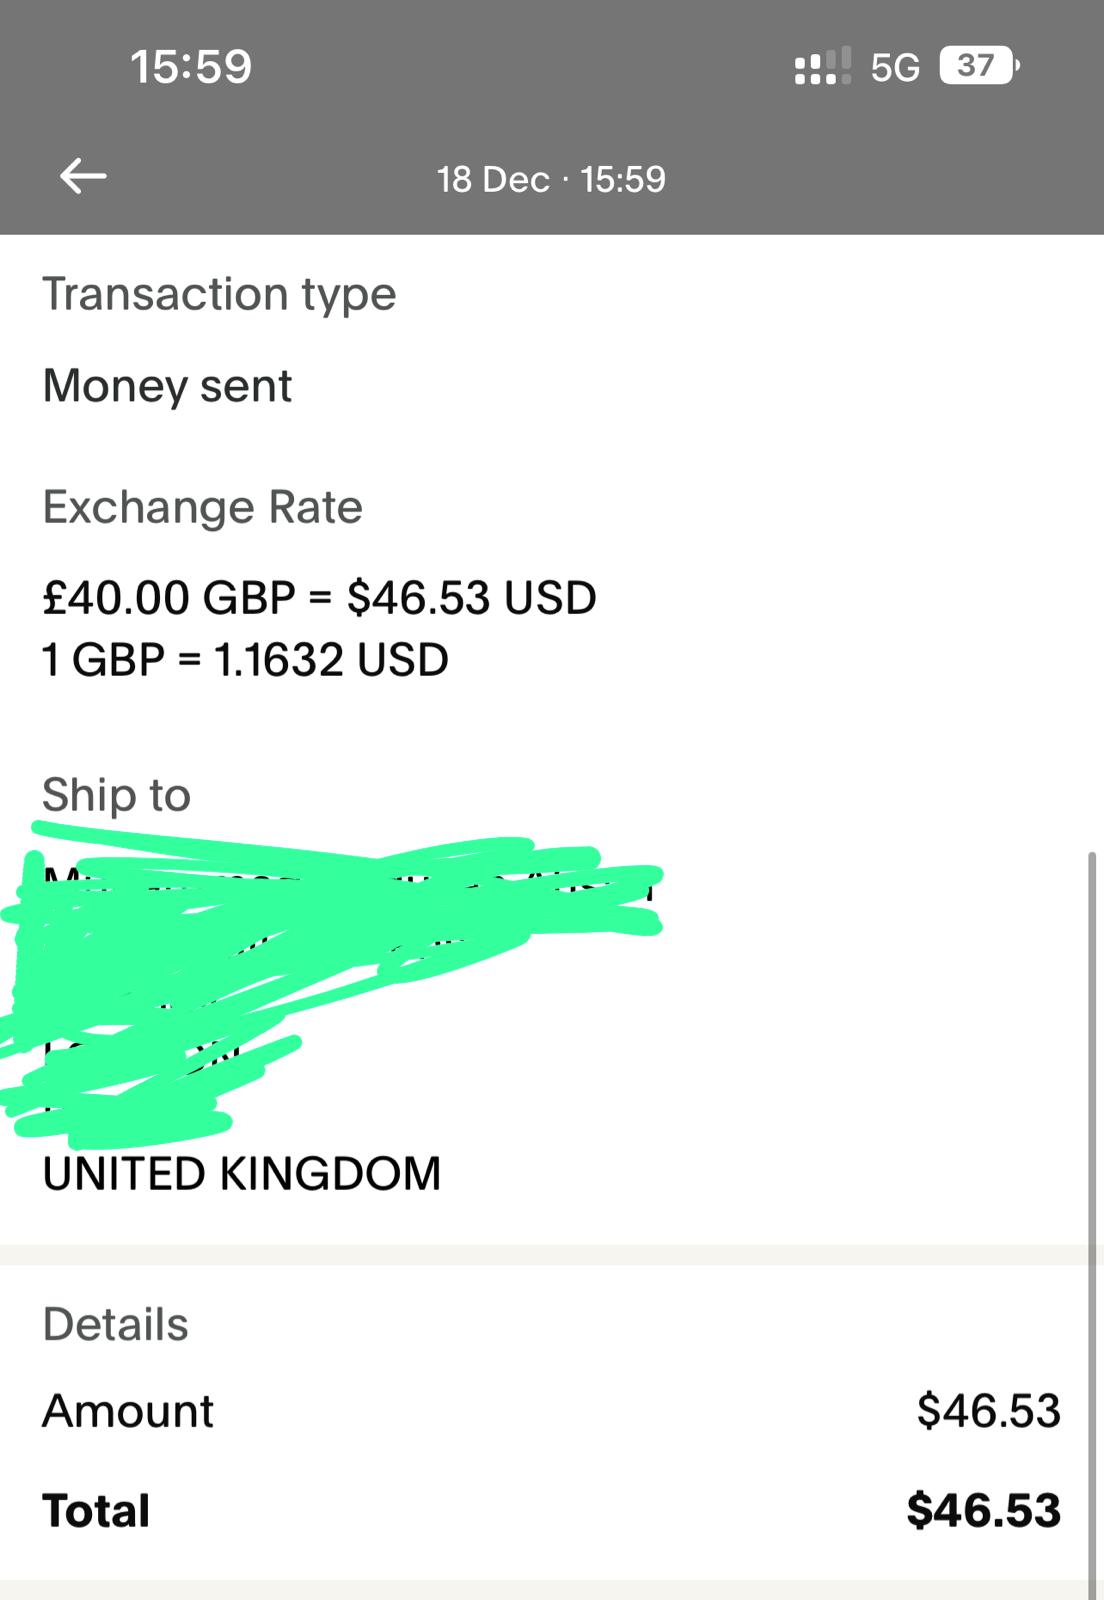 15:59
5G 37
18 Dec · 15:59
Transaction type
Money sent
Exchange Rate
£40.00 GBP = $46.53 USD
1 GBP = 1.1632 USD
Ship to
UNITED KINGDOM
Details
Amount $46.53
Total $46.53